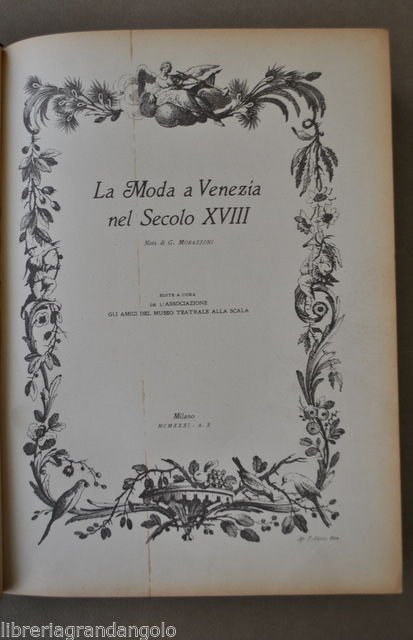 La Moda a Venezia
nel Secolo XVIII
Note di G. Morazzoni
EDITE A CURA
DE L'ASSOCIAZIONE
GLI AMICI DEL MUSEO TEATRALE ALLA SCALA
Milano
MCMXXXI - A. X
libreriagrandangolo